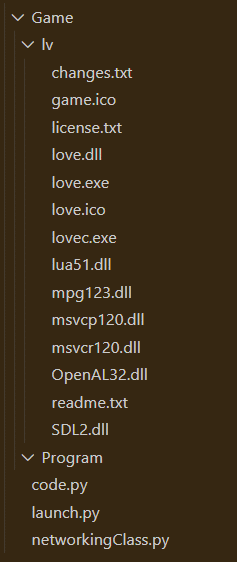 Game
lv
changes.txt
game.ico
license.txt
love.dll
love.exe
love.ico
lovec.exe
lua51.dll
mpg123.dll
msvcp120.dll
msvcr120.dll
OpenAL32.dll
readme.txt
SDL2.dll
Program
code.py
launch.py
networkingClass.py